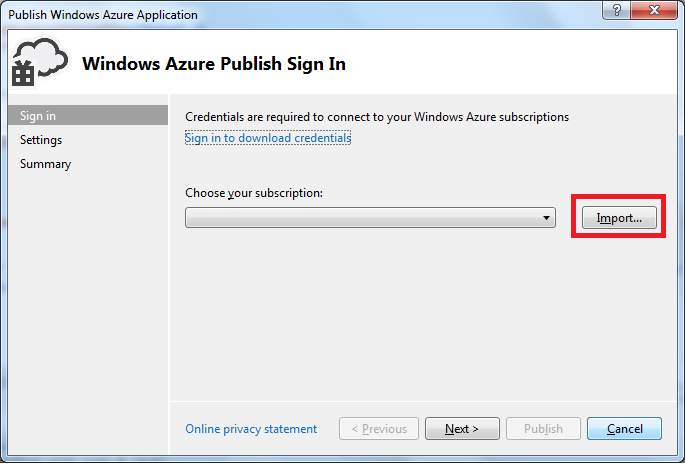 Publish Windows Azure Application
?
Windows Azure Publish Sign In
Sign in
Settings
Summary
Credentials are required to connect to your Windows Azure subscriptions
Sign in to download credentials
Choose your subscription:
Import...
Online privacy statement
< Previous
Next >
Publish
Cancel